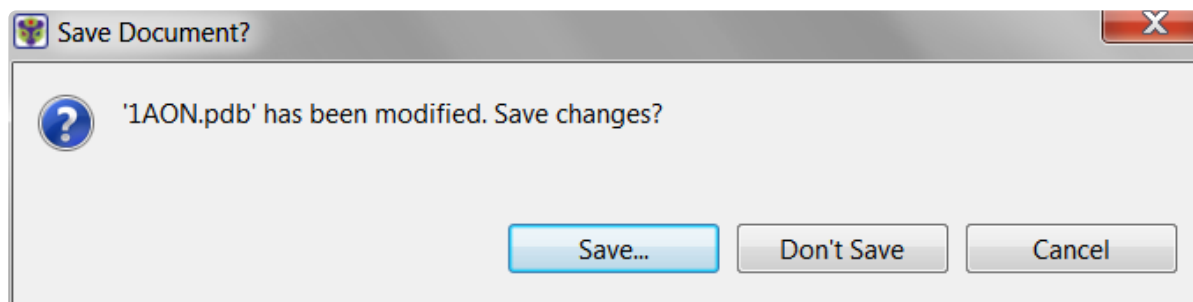 Save Document?
'1AON.pdb' has been modified. Save changes?
Save... Don't Save Cancel